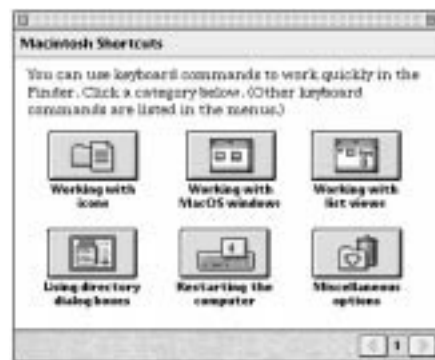 Macintosh Shortcuts
You can use keyboard commands to work quickly in the
Finder. Click a category below. (Other keyboard
commands are listed in the menus.)
Working with
icons
Working with
MacOS windows
Working with
list views
Using directory
dialog boxes
Restarting the
computer
Miscellaneous
options
1